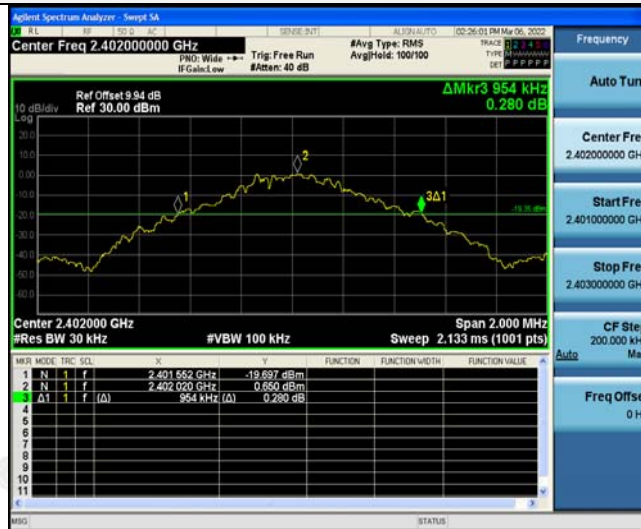 Agilent Spectrum Analyzer - Swept SA
RL RF 50 Ω AC SENSE:INT ALIGN AUTO 02:26:01 PM Mar 06, 2022
Center Freq 2.402000000 GHz
PNO: Wide
IFGain:Low
Trig: Free Run
#Atten: 40 dB
#Avg Type: RMS
Avg|Hold: 100/100
TRACE 1 2 3 4 5 6
TYPE
DET P P P P P P
ΔMkr3 954 kHz
0.280 dB
Ref Offset 9.94 dB
10 dB/div Ref 30.00 dBm
Log
20.0
10.0
0.00
-10.0
-20.0
-30.0
-40.0
-50.0
-60.0
1
2
3Δ1
Center 2.402000 GHz Span 2.000 MHz
#Res BW 30 kHz #VBW 100 kHz Sweep 2.133 ms (1001 pts)
MKR MODE TRC SCL X Y FUNCTION FUNCTION WIDTH FUNCTION VALUE
1 N 1 f 2.401 552 GHz -19.697 dBm
2 N 1 f 2.402 020 GHz 0.650 dBm
3 Δ1 1 f (Δ) 954 kHz (Δ) 0.280 dB
4
5
6
7
8
9
10
11
MSG STATUS
Frequency
Auto Tun
Center Fre
2.402000000 GH
Start Fre
2.401000000 GH
Stop Fre
2.403000000 GH
CF Ste
200.000 kH
Auto Ma
Freq Offse
0 H